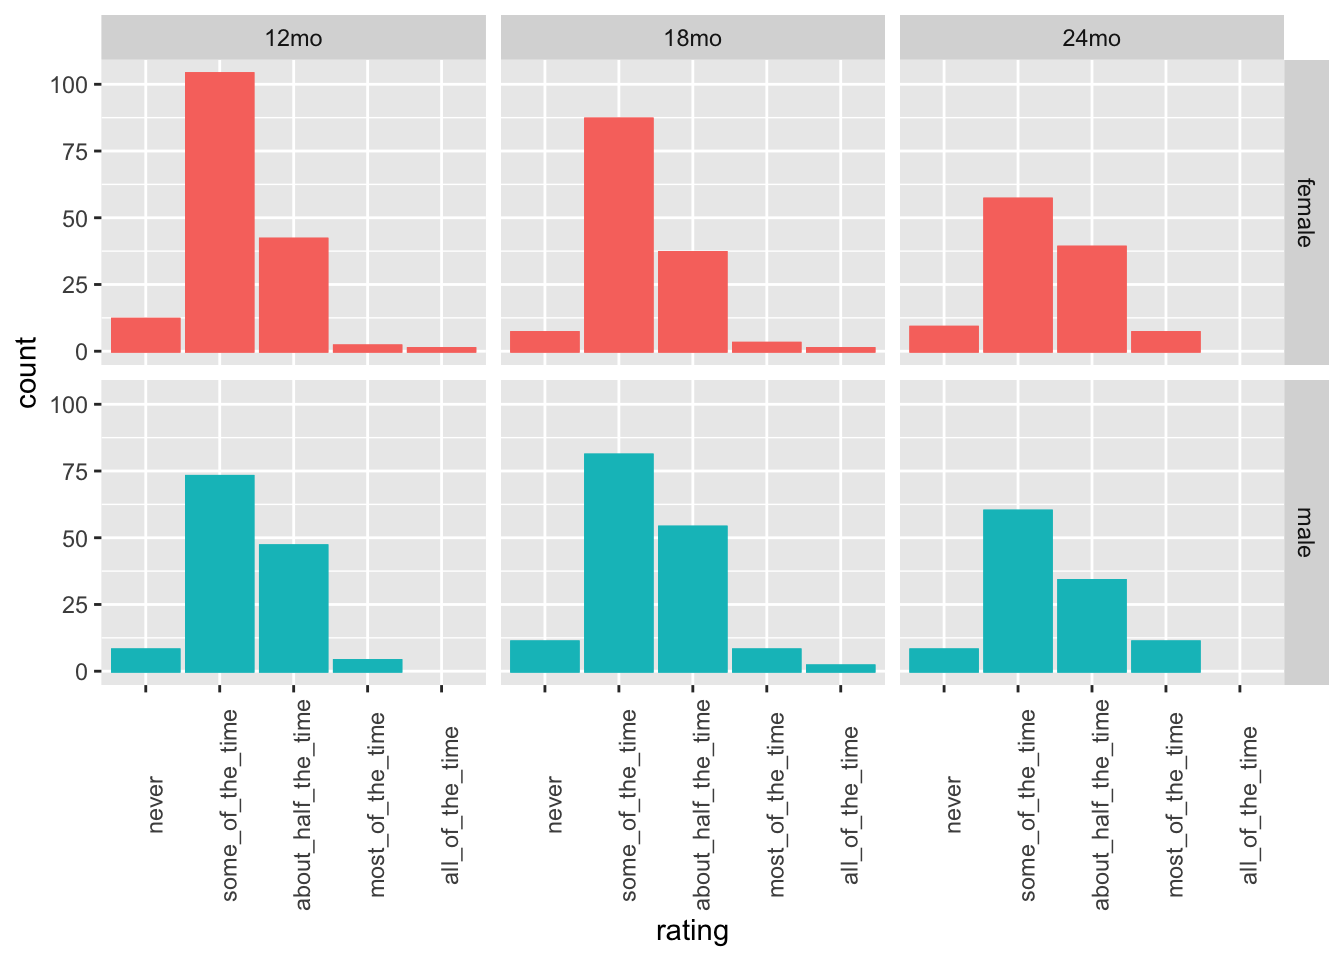 12mo 18mo 24mo
100
75
50
25
0
female
count
100
75
50
25
0
male
never some_of_the_time about_half_the_time most_of_the_time all_of_the_time never some_of_the_time about_half_the_time most_of_the_time all_of_the_time never some_of_the_time about_half_the_time most_of_the_time all_of_the_time
rating